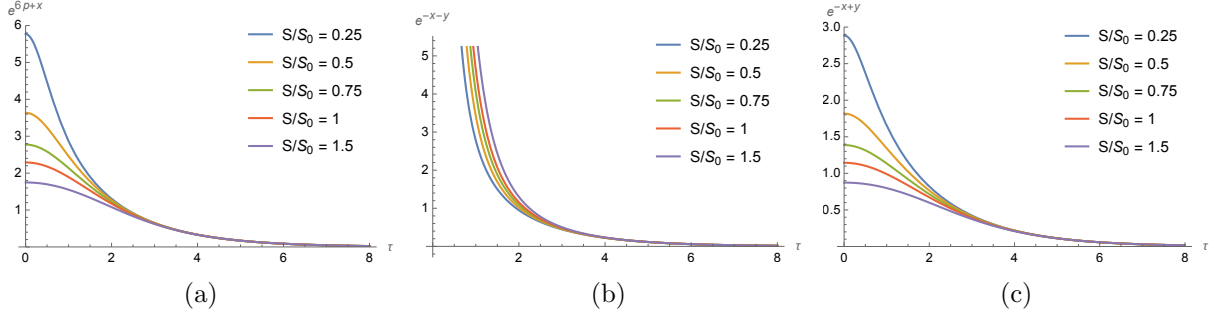 e^{6 p+x}
6
5
4
3
2
1
0 2 4 6 8
τ
S/S₀ = 0.25
S/S₀ = 0.5
S/S₀ = 0.75
S/S₀ = 1
S/S₀ = 1.5
(a)
e^{-x-y}
5
4
3
2
1
2 4 6 8
τ
S/S₀ = 0.25
S/S₀ = 0.5
S/S₀ = 0.75
S/S₀ = 1
S/S₀ = 1.5
(b)
e^{-x+y}
3.0
2.5
2.0
1.5
1.0
0.5
0 2 4 6 8
τ
S/S₀ = 0.25
S/S₀ = 0.5
S/S₀ = 0.75
S/S₀ = 1
S/S₀ = 1.5
(c)